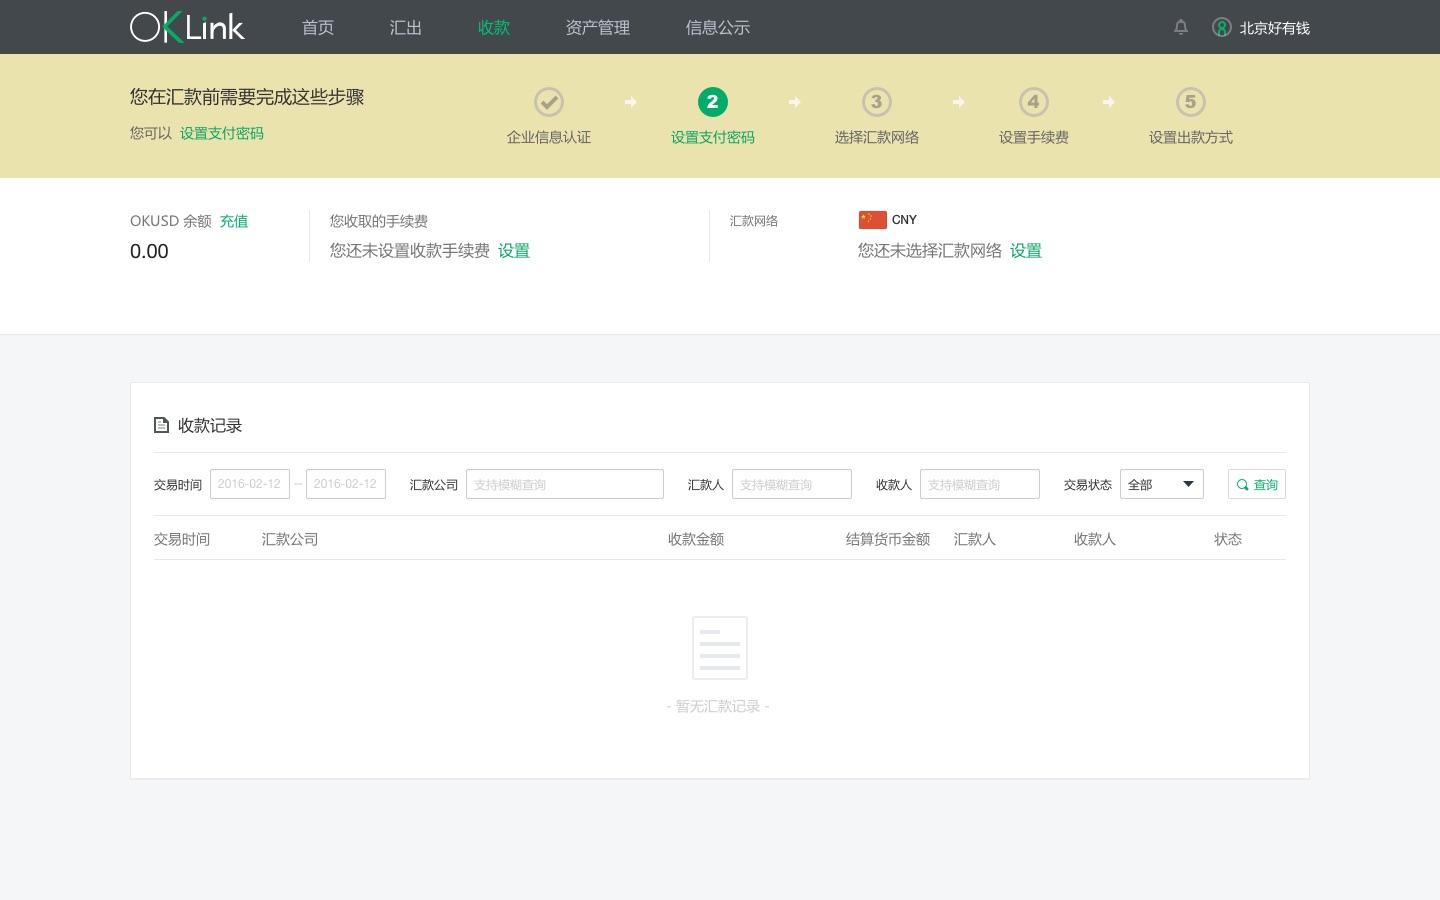 OKLink 首页 汇出 收款 资产管理 信息公示 北京好有钱
您在汇款前需要完成这些步骤
您可以 设置支付密码
2 3 4 5
企业信息认证 设置支付密码 选择汇款网络 设置手续费 设置出款方式
OKUSD 余额 充值 您收取的手续费 汇款网络 CNY
0.00 您还未设置收款手续费 设置 您还未选择汇款网络 设置
收款记录
交易时间 2016-02-12 – 2016-02-12 汇款公司 支持模糊查询 汇款人 支持模糊查询 收款人 支持模糊查询 交易状态 全部 查询
交易时间 汇款公司 收款金额 结算货币金额 汇款人 收款人 状态
- 暂无汇款记录 -